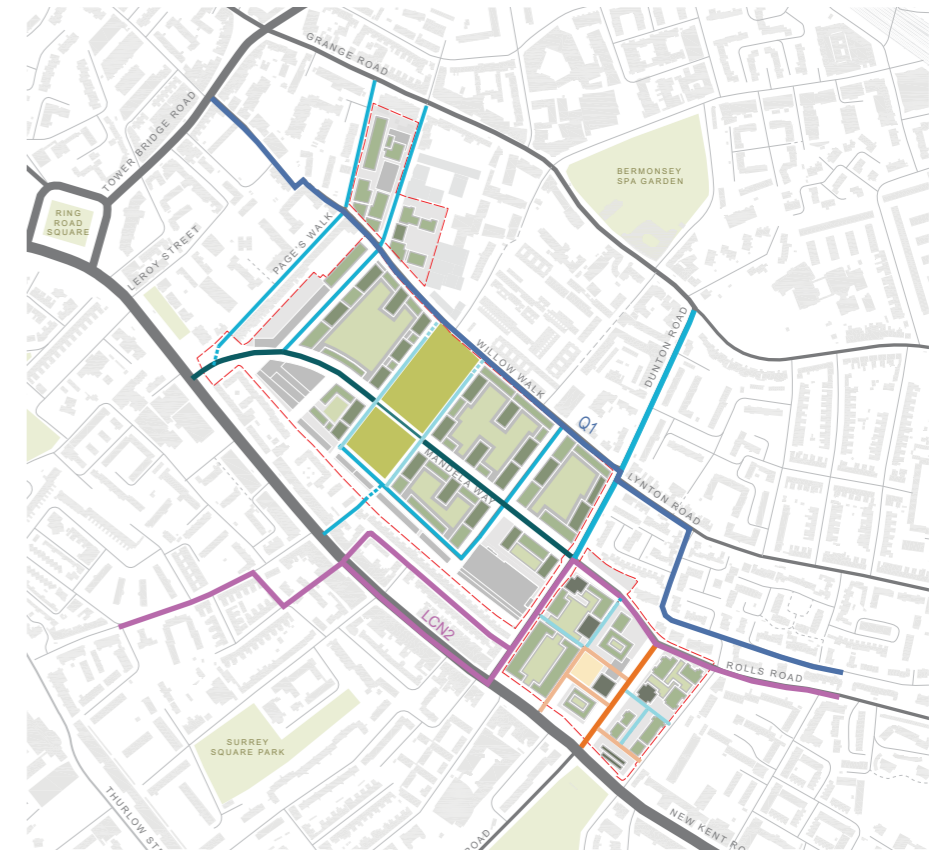 GRANGE ROAD
TOWER BRIDGE ROAD
BERMONSEY
SPA GARDEN
RING
ROAD
SQUARE
PAGE'S WALK
LEROY STREET
WILLOW WALK
DUNTON ROAD
Q1
MANDELA WAY
LYNTON ROAD
LCN2
ROLLS ROAD
SURREY
SQUARE PARK
THURLOW ST
NEW KENT RO
ROAD